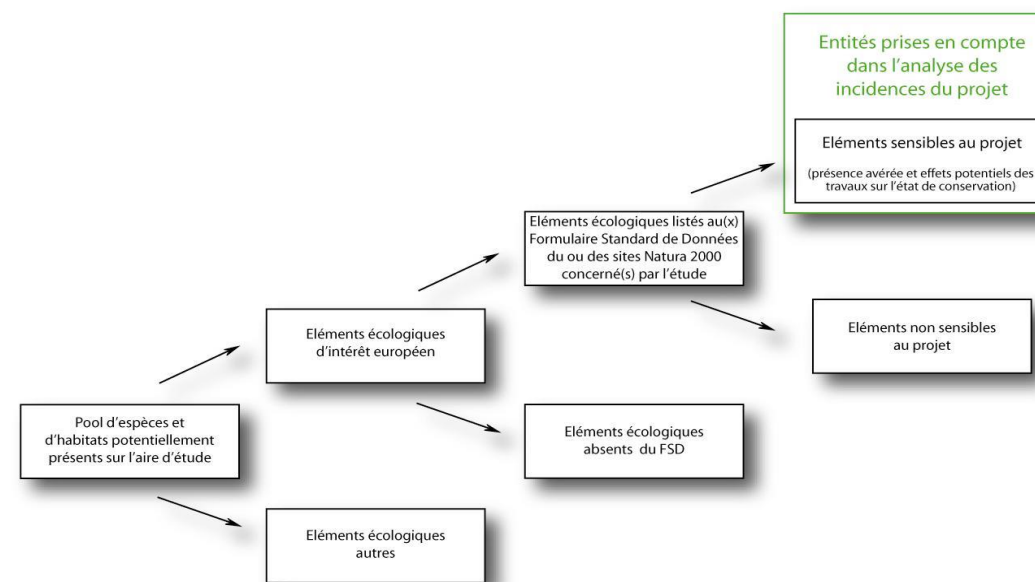 Entités prises en compte
dans l'analyse des
incidences du projet
Eléments sensibles au projet
(présence avérée et effets potentiels des
travaux sur l'état de conservation)
Eléments écologiques listés au(x)
Formulaire Standard de Données
du ou des sites Natura 2000
concerné(s) par l'étude
Eléments non sensibles
au projet
Eléments écologiques
d'intérêt européen
Eléments écologiques
absents du FSD
Pool d'espèces et
d'habitats potentiellement
présents sur l'aire d'étude
Eléments écologiques
autres